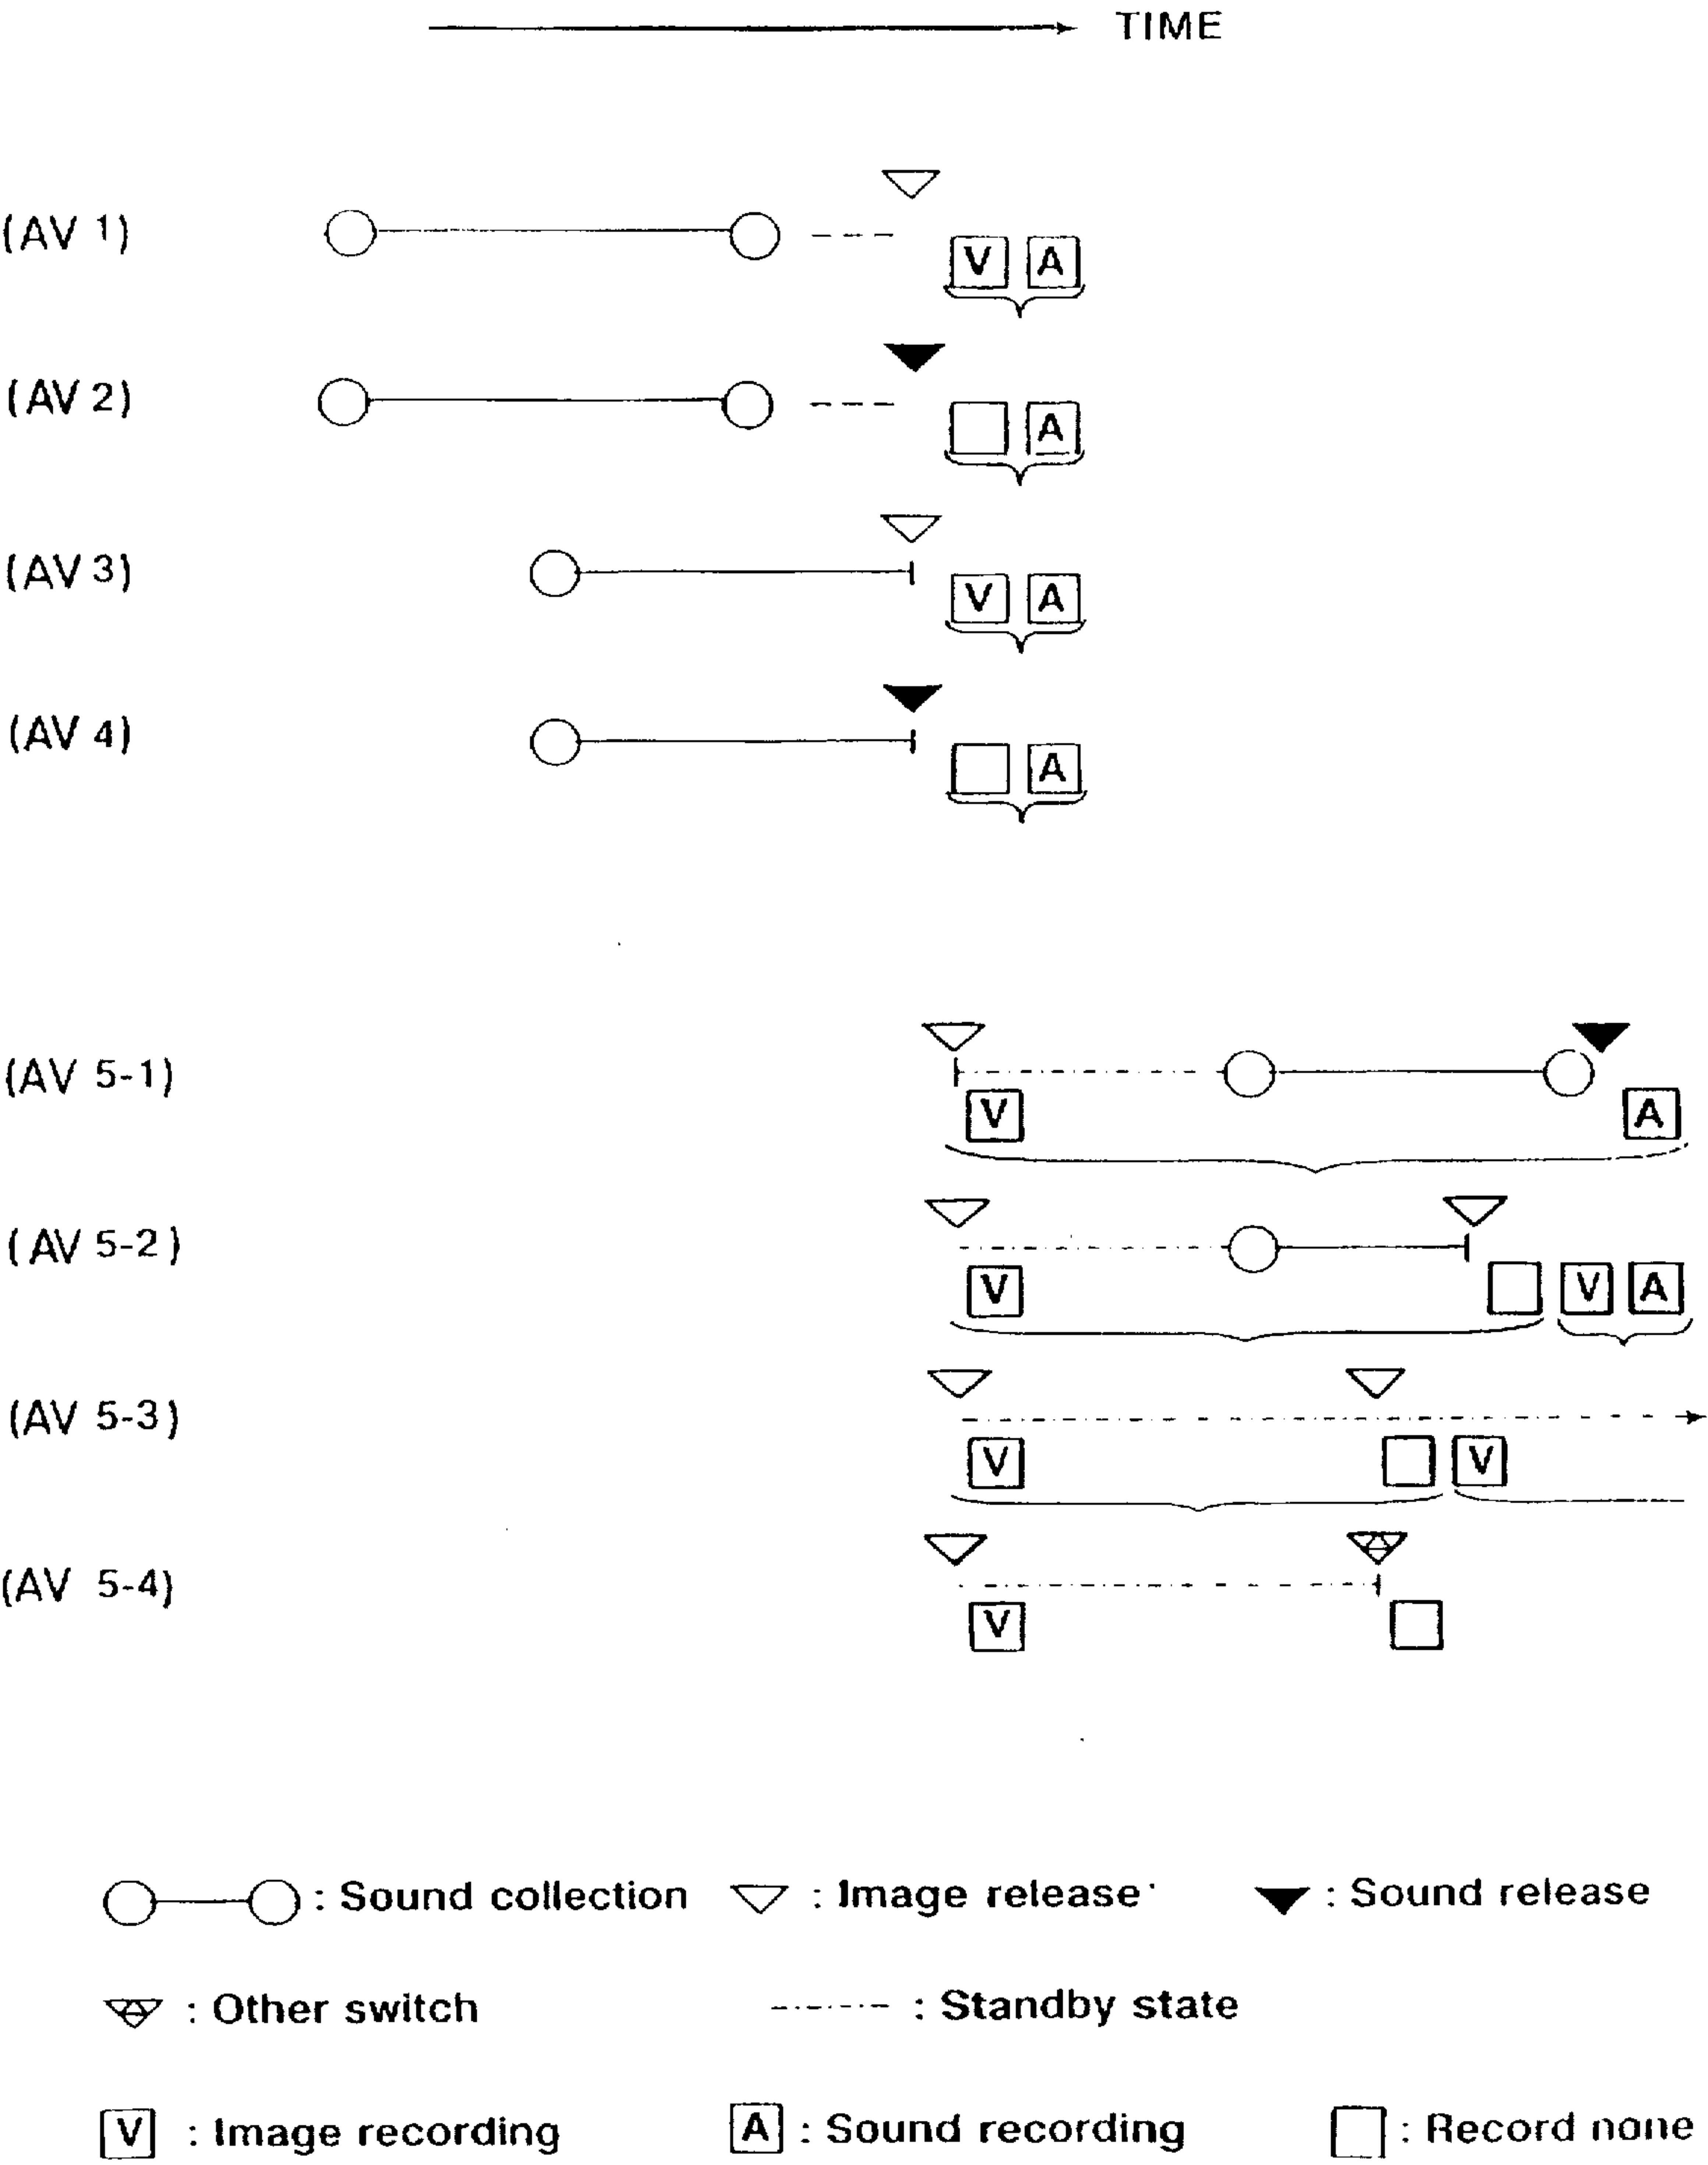 TIME
(AV 1)
V A
(AV 2)
A
(AV 3)
V A
(AV 4)
A
(AV 5-1)
V A
(AV 5-2)
V V A
(AV 5-3)
V V
(AV 5-4)
V
: Sound collection : Image release : Sound release
: Other switch : Standby state
V : Image recording A : Sound recording : Record none